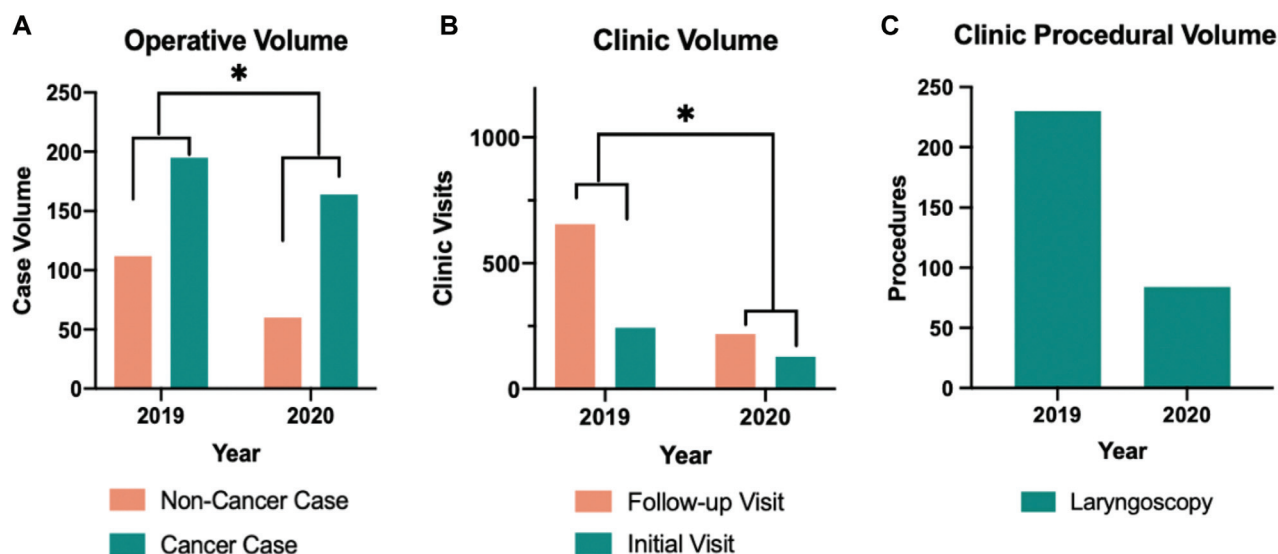 A
Operative Volume
*
250
200
150
100
50
0
Case Volume
2019 2020
Year
Non-Cancer Case
Cancer Case
B
Clinic Volume
*
1000
500
0
Clinic Visits
2019 2020
Year
Follow-up Visit
Initial Visit
C
Clinic Procedural Volume
250
200
150
100
50
0
Procedures
2019 2020
Year
Laryngoscopy